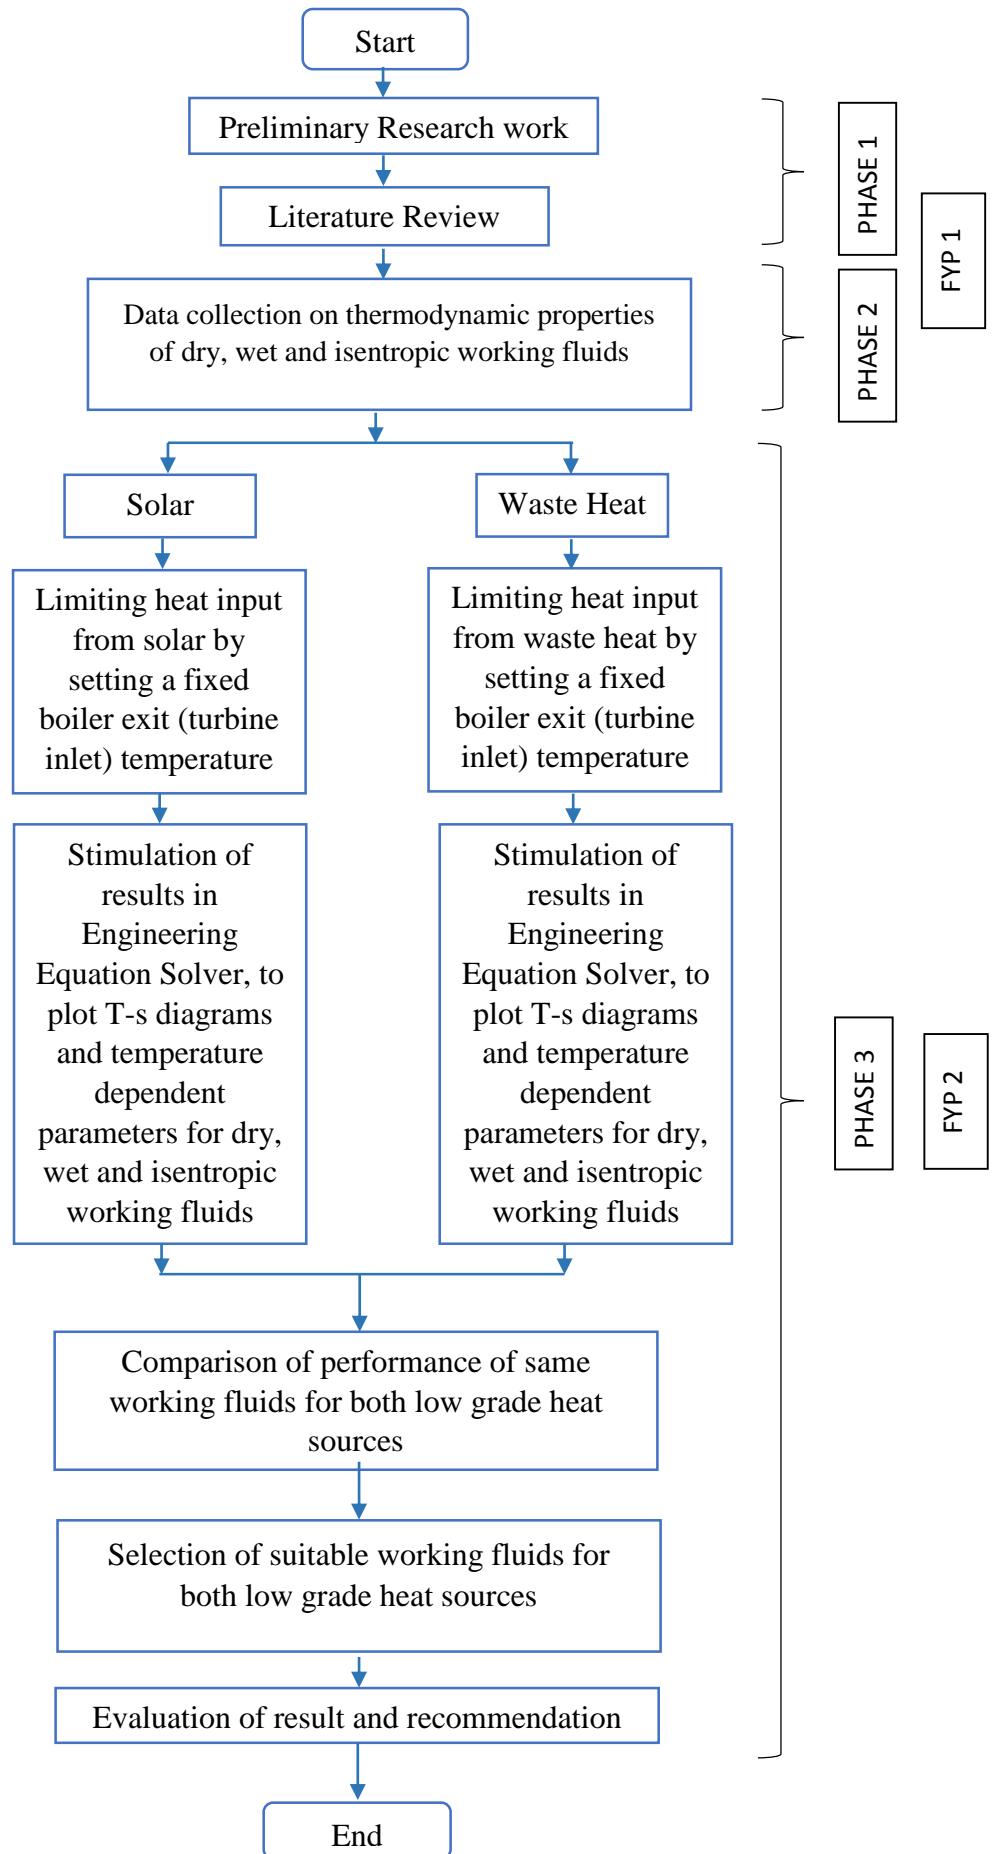 Start
Preliminary Research work
PHASE 1
Literature Review
FYP 1
Data collection on thermodynamic properties
of dry, wet and isentropic working fluids
PHASE 2
Solar
Waste Heat
Limiting heat input
from solar by
setting a fixed
boiler exit (turbine
inlet) temperature
Limiting heat input
from waste heat by
setting a fixed
boiler exit (turbine
inlet) temperature
Stimulation of
results in
Engineering
Equation Solver, to
plot T-s diagrams
and temperature
dependent
parameters for dry,
wet and isentropic
working fluids
Stimulation of
results in
Engineering
Equation Solver, to
plot T-s diagrams
and temperature
dependent
parameters for dry,
wet and isentropic
working fluids
PHASE 3
FYP 2
Comparison of performance of same
working fluids for both low grade heat
sources
Selection of suitable working fluids for
both low grade heat sources
Evaluation of result and recommendation
End